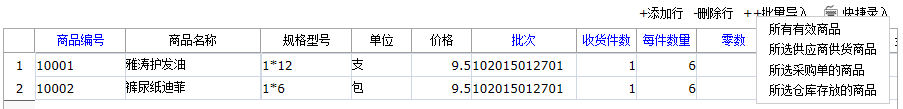 +添加行 -删除行 ++批量导入 快捷录入
所有有效商品
所选供应商供货商品
所选采购单的商品
所选仓库存放的商品
商品编号 商品名称 规格型号 单位 价格 批次 收货件数 每件数量 零数
1 10001 雅涛护发油 1*12 支 9.5 102015012701 1 6
2 10002 裤尿纸迪菲 1*6 包 9.5 102015012701 1 6